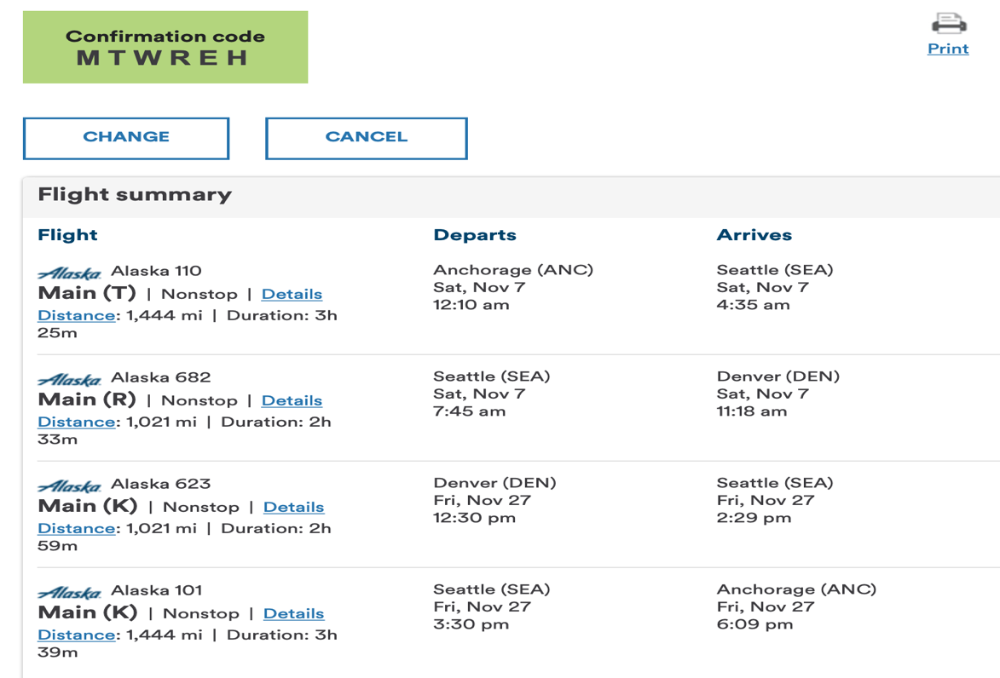 Confirmation code
MTWREH
Print
CHANGE
CANCEL
Flight summary
Flight Departs Arrives
Alaska Alaska 110 Anchorage (ANC) Seattle (SEA)
Main (T) | Nonstop | Details Sat, Nov 7 Sat, Nov 7
Distance: 1,444 mi | Duration: 3h 12:10 am 4:35 am
25m
Alaska Alaska 682 Seattle (SEA) Denver (DEN)
Main (R) | Nonstop | Details Sat, Nov 7 Sat, Nov 7
Distance: 1,021 mi | Duration: 2h 7:45 am 11:18 am
33m
Alaska Alaska 623 Denver (DEN) Seattle (SEA)
Main (K) | Nonstop | Details Fri, Nov 27 Fri, Nov 27
Distance: 1,021 mi | Duration: 2h 12:30 pm 2:29 pm
59m
Alaska Alaska 101 Seattle (SEA) Anchorage (ANC)
Main (K) | Nonstop | Details Fri, Nov 27 Fri, Nov 27
Distance: 1,444 mi | Duration: 3h 3:30 pm 6:09 pm
39m